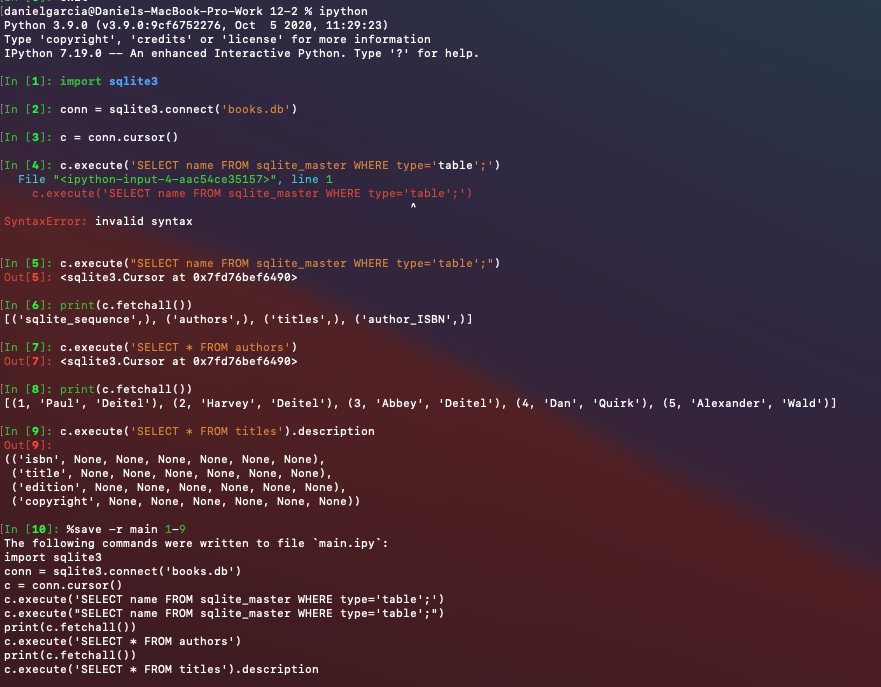 danielgarcia@Daniels-MacBook-Pro-Work 12-2 % ipython
Python 3.9.0 (v3.9.0:9cf6752276, Oct  5 2020, 11:29:23)
Type 'copyright', 'credits' or 'license' for more information
IPython 7.19.0 -- An enhanced Interactive Python. Type '?' for help.
[In [1]: import sqlite3
[In [2]: conn = sqlite3.connect('books.db')
[In [3]: c = conn.cursor()
[In [4]: c.execute('SELECT name FROM sqlite_master WHERE type='table';')
  File "<ipython-input-4-aac54ce35157>", line 1
    c.execute('SELECT name FROM sqlite_master WHERE type='table';')
                                                          ^
SyntaxError: invalid syntax
[In [5]: c.execute("SELECT name FROM sqlite_master WHERE type='table';")
Out[5]: <sqlite3.Cursor at 0x7fd76bef6490>
[In [6]: print(c.fetchall())
[('sqlite_sequence',), ('authors',), ('titles',), ('author_ISBN',)]
[In [7]: c.execute('SELECT * FROM authors')
Out[7]: <sqlite3.Cursor at 0x7fd76bef6490>
[In [8]: print(c.fetchall())
[(1, 'Paul', 'Deitel'), (2, 'Harvey', 'Deitel'), (3, 'Abbey', 'Deitel'), (4, 'Dan', 'Quirk'), (5, 'Alexander', 'Wald')]
[In [9]: c.execute('SELECT * FROM titles').description
Out[9]:
(('isbn', None, None, None, None, None, None),
 ('title', None, None, None, None, None, None),
 ('edition', None, None, None, None, None, None),
 ('copyright', None, None, None, None, None, None))
[In [10]: %save -r main 1-9
The following commands were written to file `main.ipy`:
import sqlite3
conn = sqlite3.connect('books.db')
c = conn.cursor()
c.execute('SELECT name FROM sqlite_master WHERE type='table';')
c.execute("SELECT name FROM sqlite_master WHERE type='table';")
print(c.fetchall())
c.execute('SELECT * FROM authors')
print(c.fetchall())
c.execute('SELECT * FROM titles').description